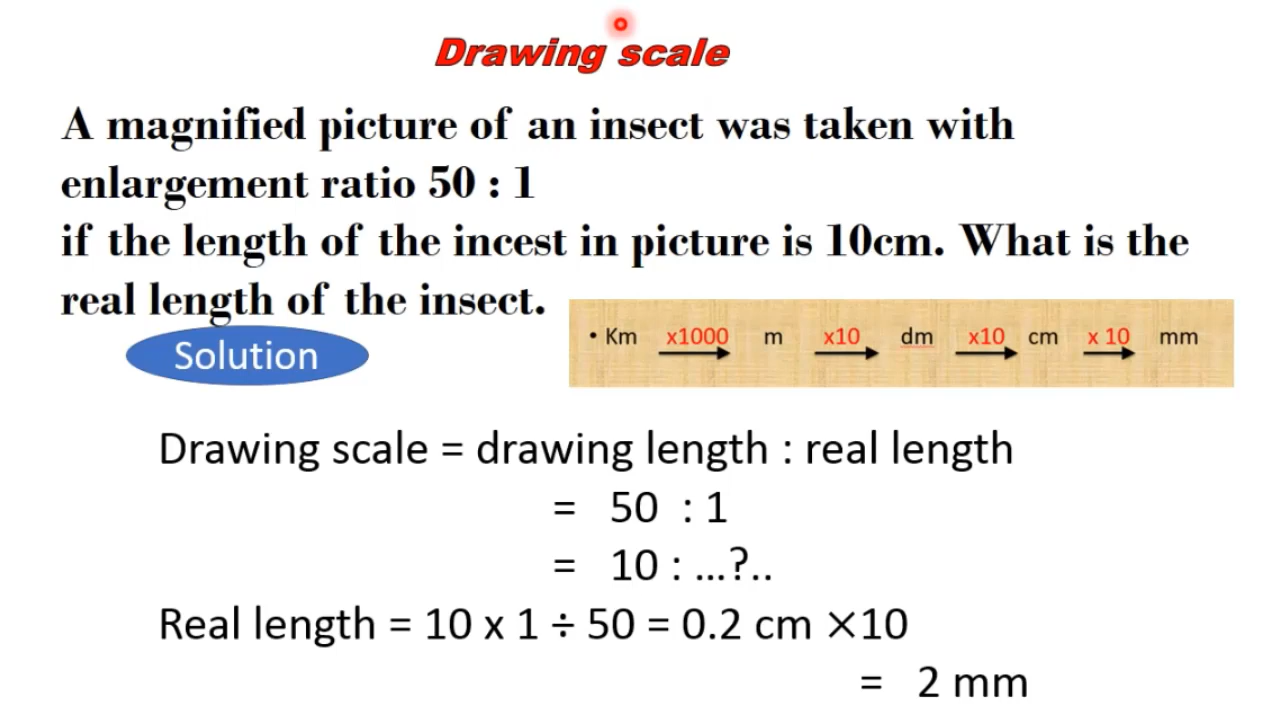 Drawing scale
A magnified picture of an insect was taken with
enlargement ratio 50 : 1
if the length of the incest in picture is 10cm. What is the
real length of the insect.
Solution
• Km x1000 m x10 dm x10 cm x 10 mm
Drawing scale = drawing length : real length
= 50 : 1
= 10 : ...?..
Real length = 10 x 1 ÷ 50 = 0.2 cm ×10
= 2 mm